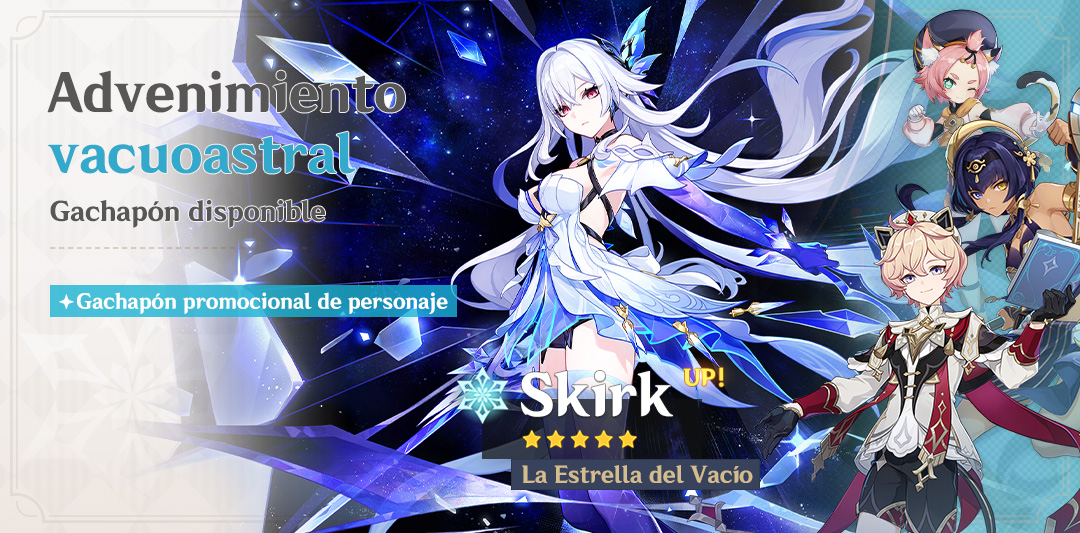 Advenimiento
vacuoastral
Gachapón disponible
Gachapón promocional de personaje
Skirk UP!
La Estrella del Vacío